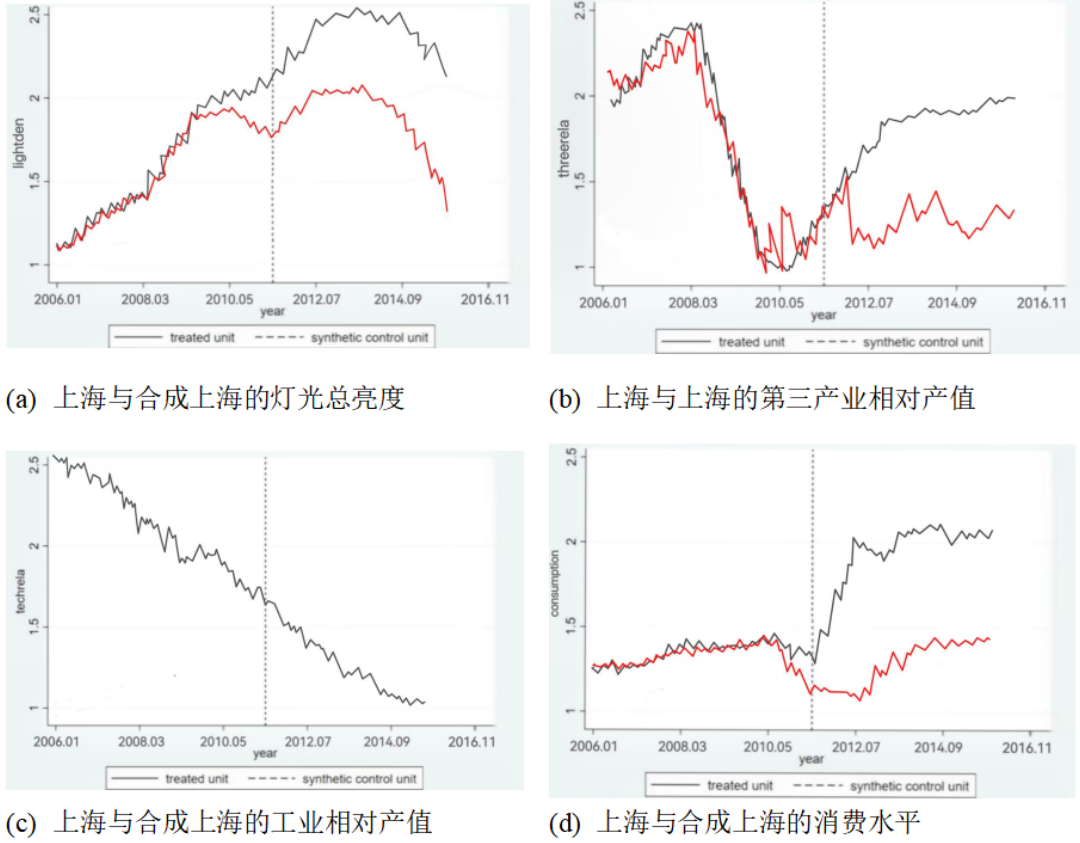 2.5
2
1.5
1
lightden
2006.01 2008.03 2010.05 2012.07 2014.09 2016.11
year
treated unit synthetic control unit
2.5
2
1.5
1
threerela
2006.01 2008.03 2010.05 2012.07 2014.09 2016.11
year
treated unit synthetic control unit
(a) 上海与合成上海的灯光总亮度
(b) 上海与上海的第三产业相对产值
2.5
2
1.5
1
techrela
2006.01 2008.03 2010.05 2012.07 2014.09 2016.11
year
treated unit synthetic control unit
2.5
2
1.5
1
consumption
2006.01 2008.03 2010.05 2012.07 2014.09 2016.11
year
treated unit synthetic control unit
(c) 上海与合成上海的工业相对产值
(d) 上海与合成上海的消费水平